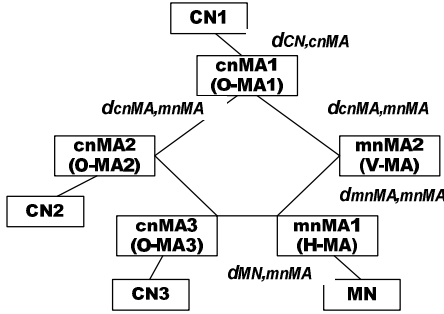 CN1
dCN,cnMA
cnMA1
(O-MA1)
dcnMA,mnMA
dcnMA,mnMA
cnMA2
(O-MA2)
mnMA2
(V-MA)
dmnMA,mnMA
CN2
cnMA3
(O-MA3)
mnMA1
(H-MA)
dMN,mnMA
CN3
MN